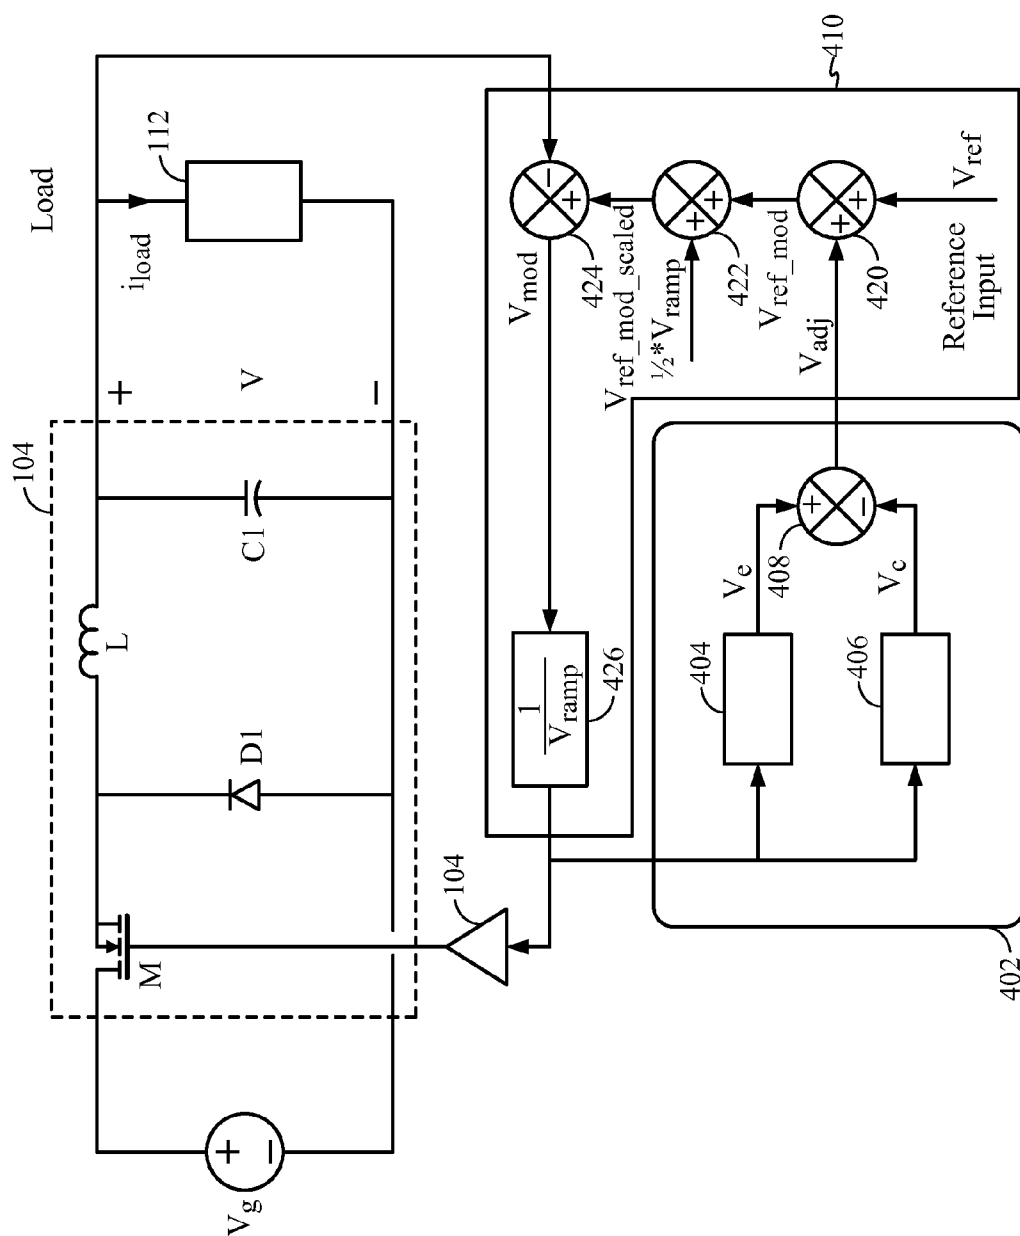 Load
i_load
112
+
V
−
104
L
C1
D1
M
V_g
+
−
104
410
−
+
424
V_mod
V_ref_mod_scaled
½*V_ramp
+
+
422
V_ref_mod
+
+
420
V_adj
V_ref
Reference
Input
1
V_ramp
426
402
404
406
V_e
V_c
408
+
−